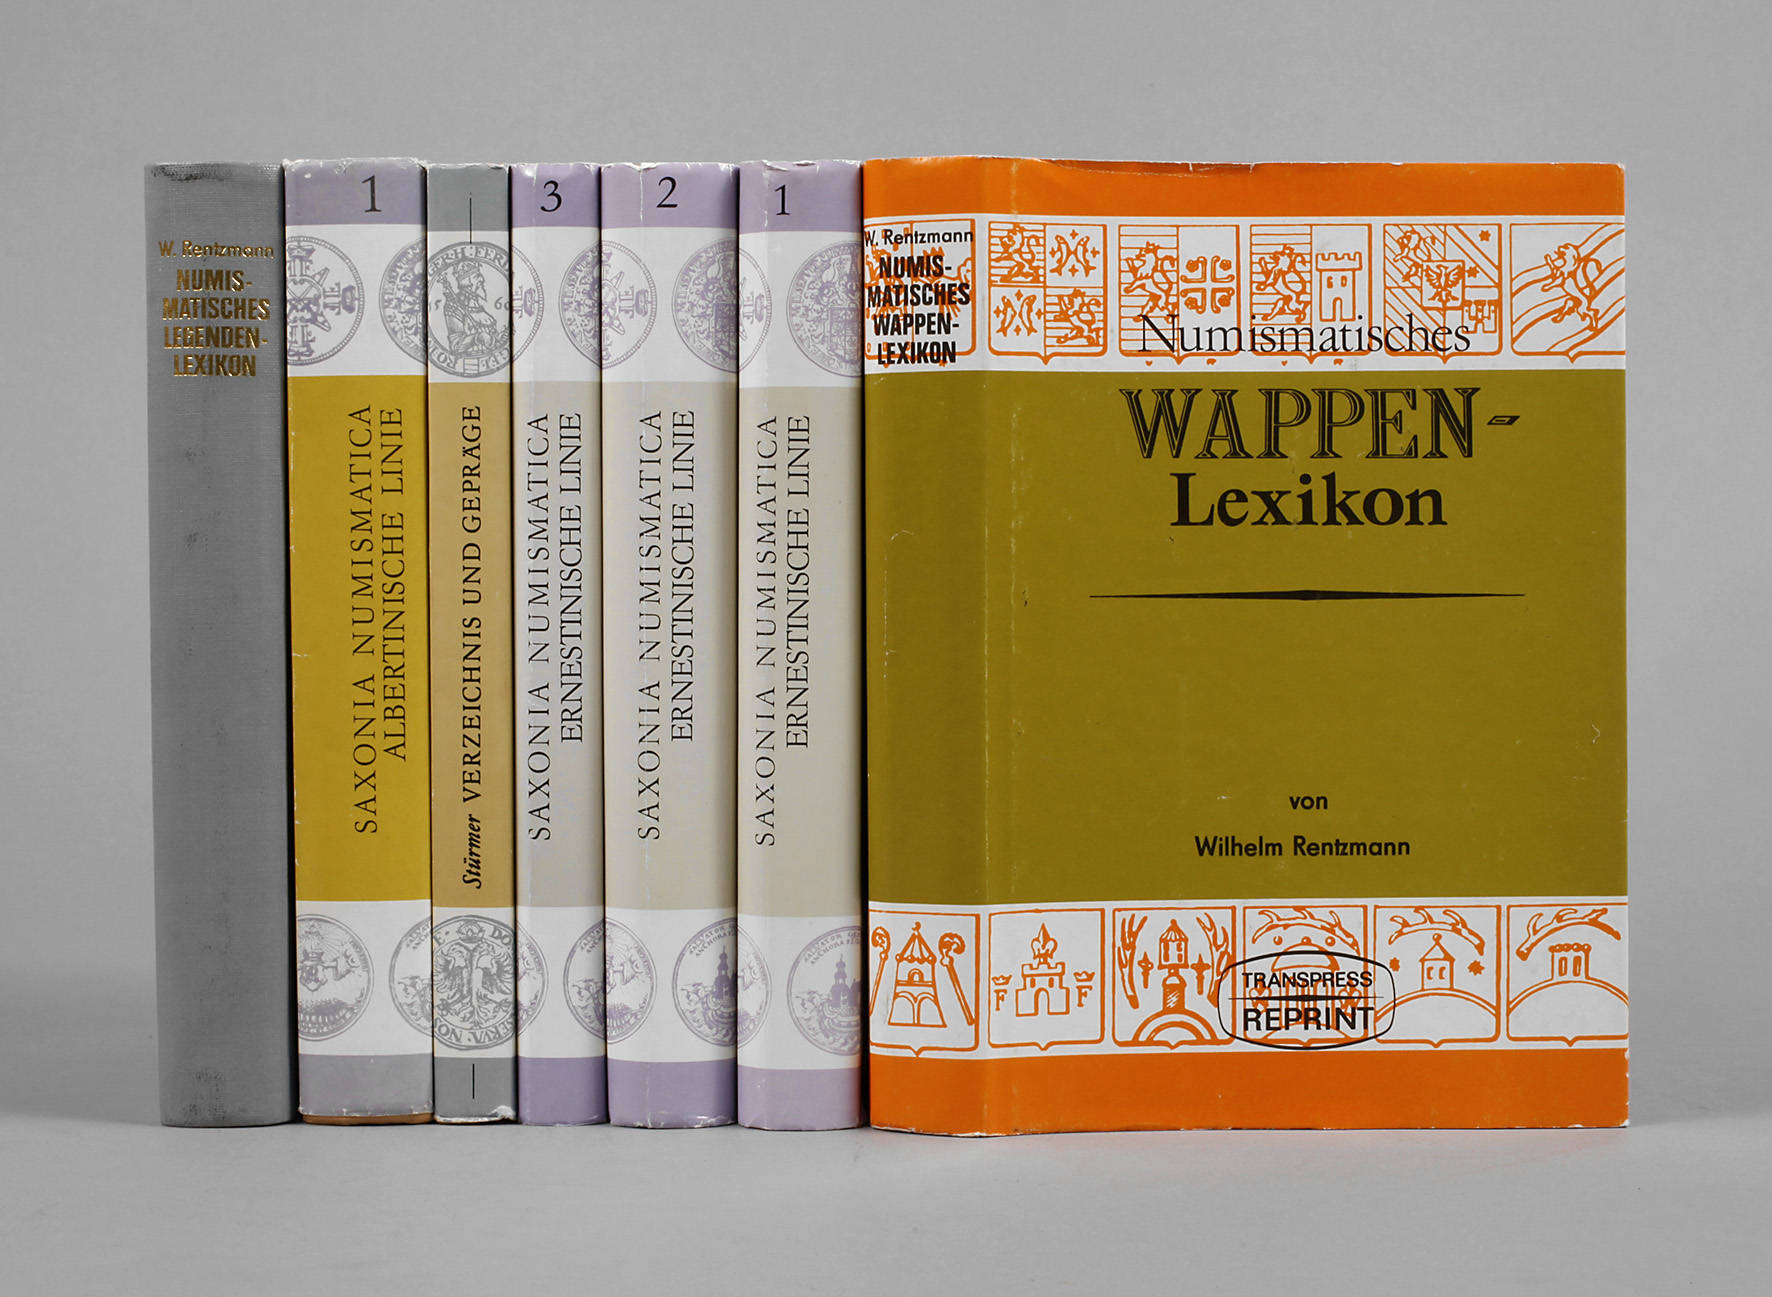 W. Rentzmann
NUMIS-
MATISCHES
LEGENDEN-
LEXIKON
1
SAXONIA NUMISMATICA
ALBERTINISCHE LINIE
Stürmer VERZEICHNIS UND GEPRÄGE
3
SAXONIA NUMISMATICA
ERNESTINISCHE LINIE
2
SAXONIA NUMISMATICA
ERNESTINISCHE LINIE
1
SAXONIA NUMISMATICA
ERNESTINISCHE LINIE
W. Rentzmann
NUMIS-
MATISCHES
WAPPEN-
LEXIKON
Numismatisches
WAPPEN-
Lexikon
von
Wilhelm Rentzmann
F F
TRANSPRESS
REPRINT